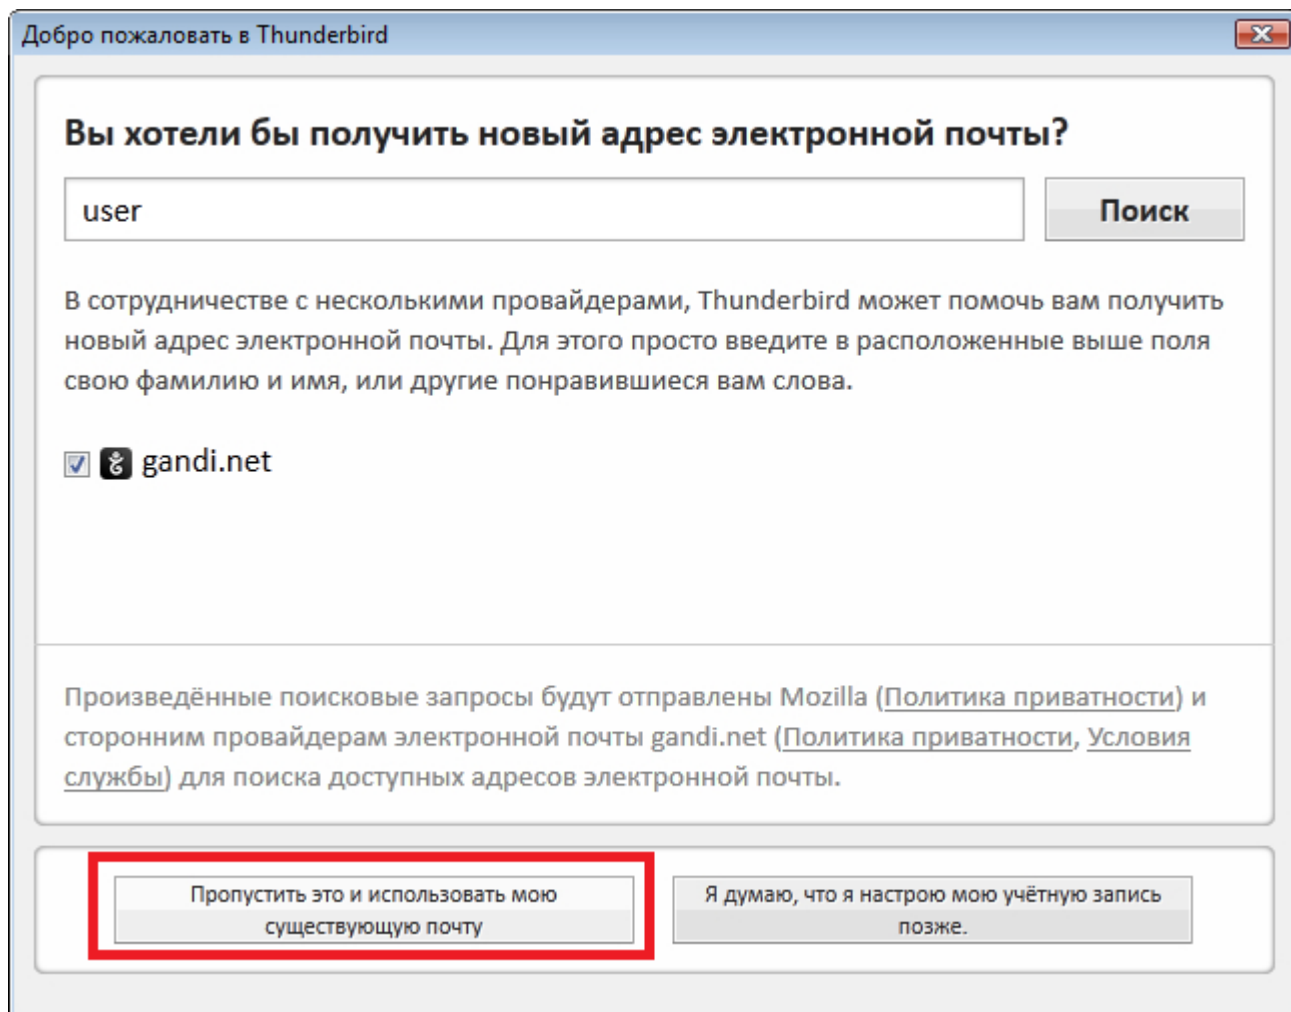 Добро пожаловать в Thunderbird
Вы хотели бы получить новый адрес электронной почты?
user
Поиск
В сотрудничестве с несколькими провайдерами, Thunderbird может помочь вам получить
новый адрес электронной почты. Для этого просто введите в расположенные выше поля
свою фамилию и имя, или другие понравившиеся вам слова.
gandi.net
Произведённые поисковые запросы будут отправлены Mozilla (Политика приватности) и
сторонним провайдерам электронной почты gandi.net (Политика приватности, Условия
службы) для поиска доступных адресов электронной почты.
Пропустить это и использовать мою
существующую почту
Я думаю, что я настрою мою учётную запись
позже.